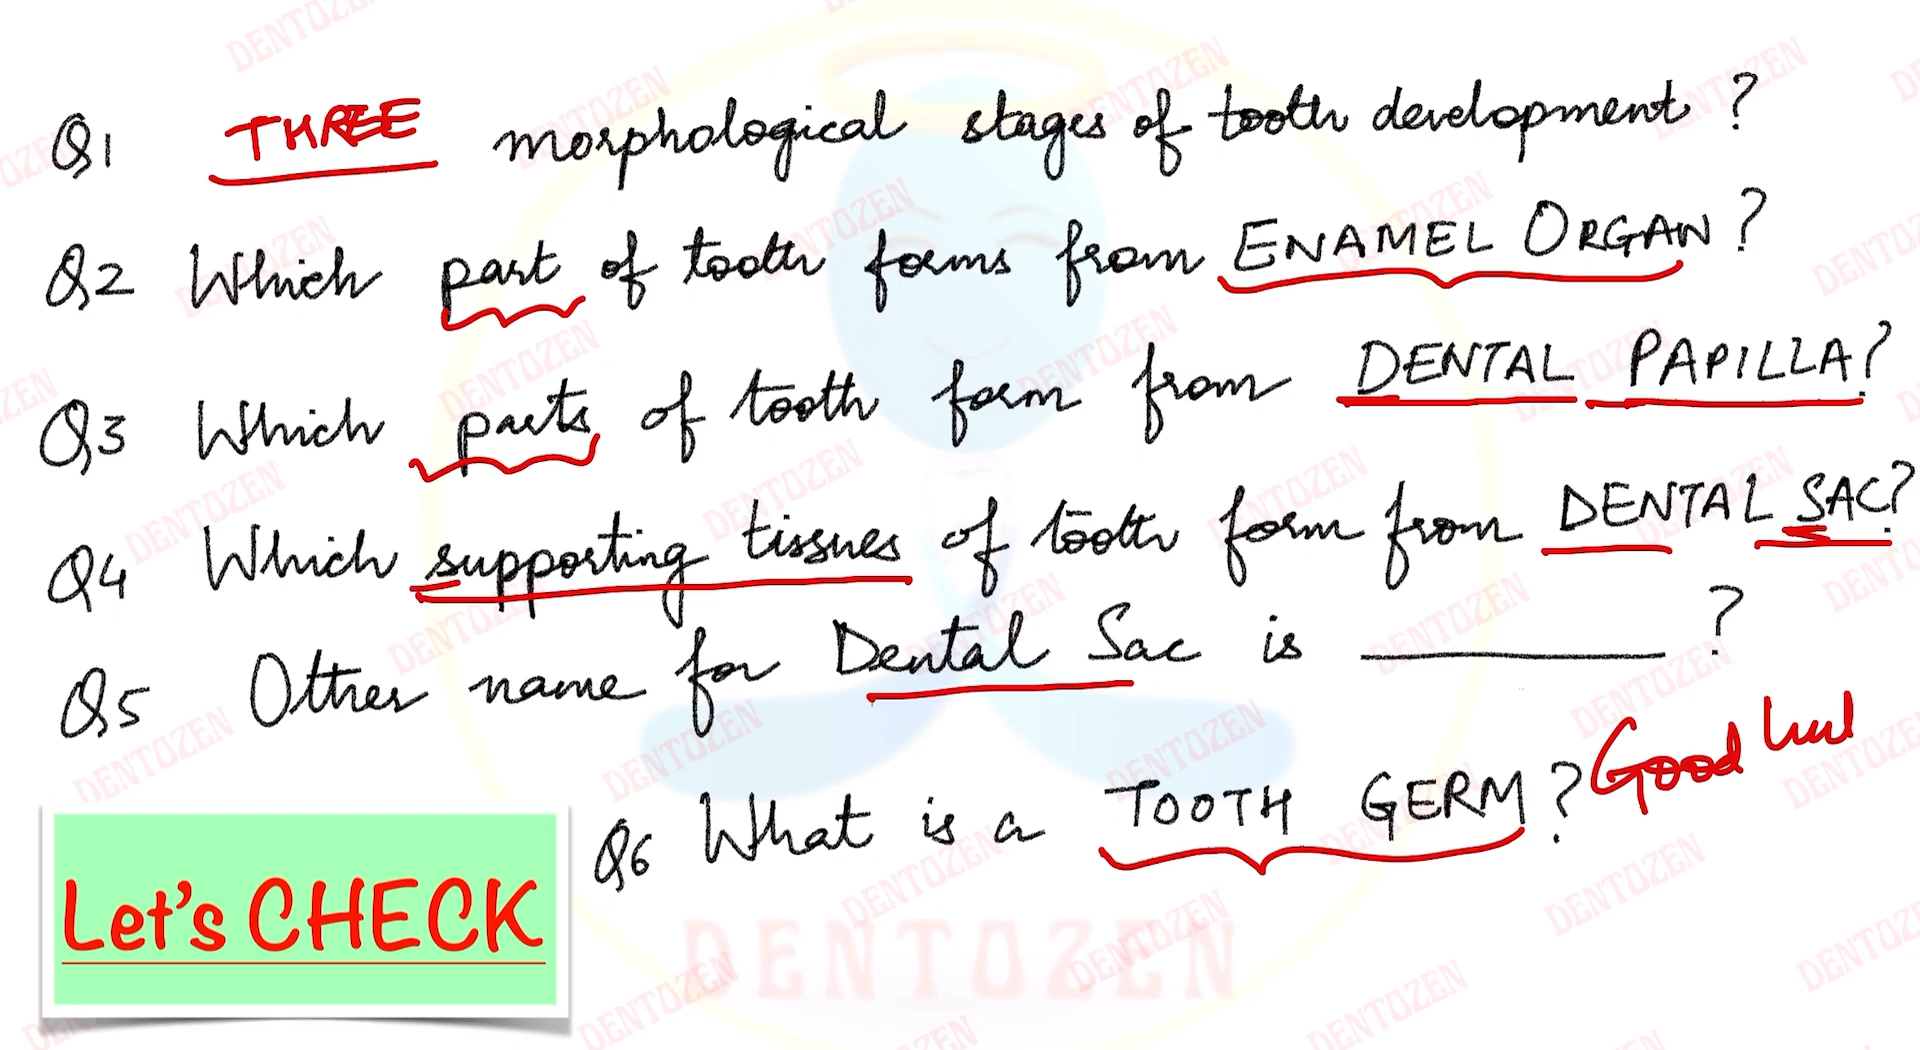 Q1 THREE morphological stages of tooth development ?
Q2 Which part of tooth forms from ENAMEL ORGAN ?
Q3 Which parts of tooth form from DENTAL PAPILLA?
Q4 Which supporting tissues of tooth form from DENTAL SAC?
Q5 Other name for Dental Sac is ________ ?
Q6 What is a TOOTH GERM ?
Good
Let's CHECK
DENTOZEN